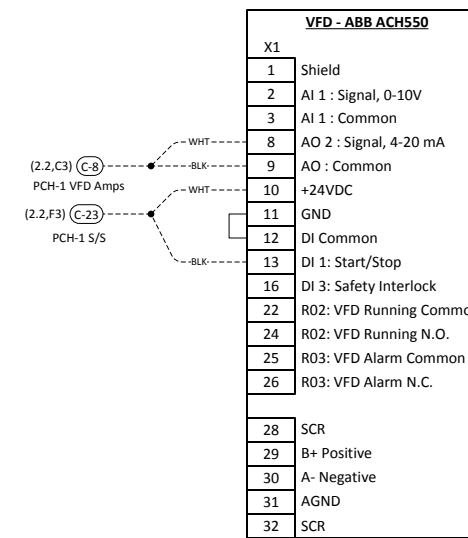 VFD - ABB ACH550
X1
1 Shield
2 AI 1 : Signal, 0-10V
3 AI 1 : Common
WHT 8 AO 2 : Signal, 4-20 mA
(2.2,C3) C-8 BLK 9 AO : Common
PCH-1 VFD Amps
WHT 10 +24VDC
(2.2,F3) C-23 11 GND
PCH-1 S/S 12 DI Common
BLK 13 DI 1: Start/Stop
16 DI 3: Safety Interlock
22 R02: VFD Running Commo
24 R02: VFD Running N.O.
25 R03: VFD Alarm Common
26 R03: VFD Alarm N.C.
28 SCR
29 B+ Positive
30 A- Negative
31 AGND
32 SCR